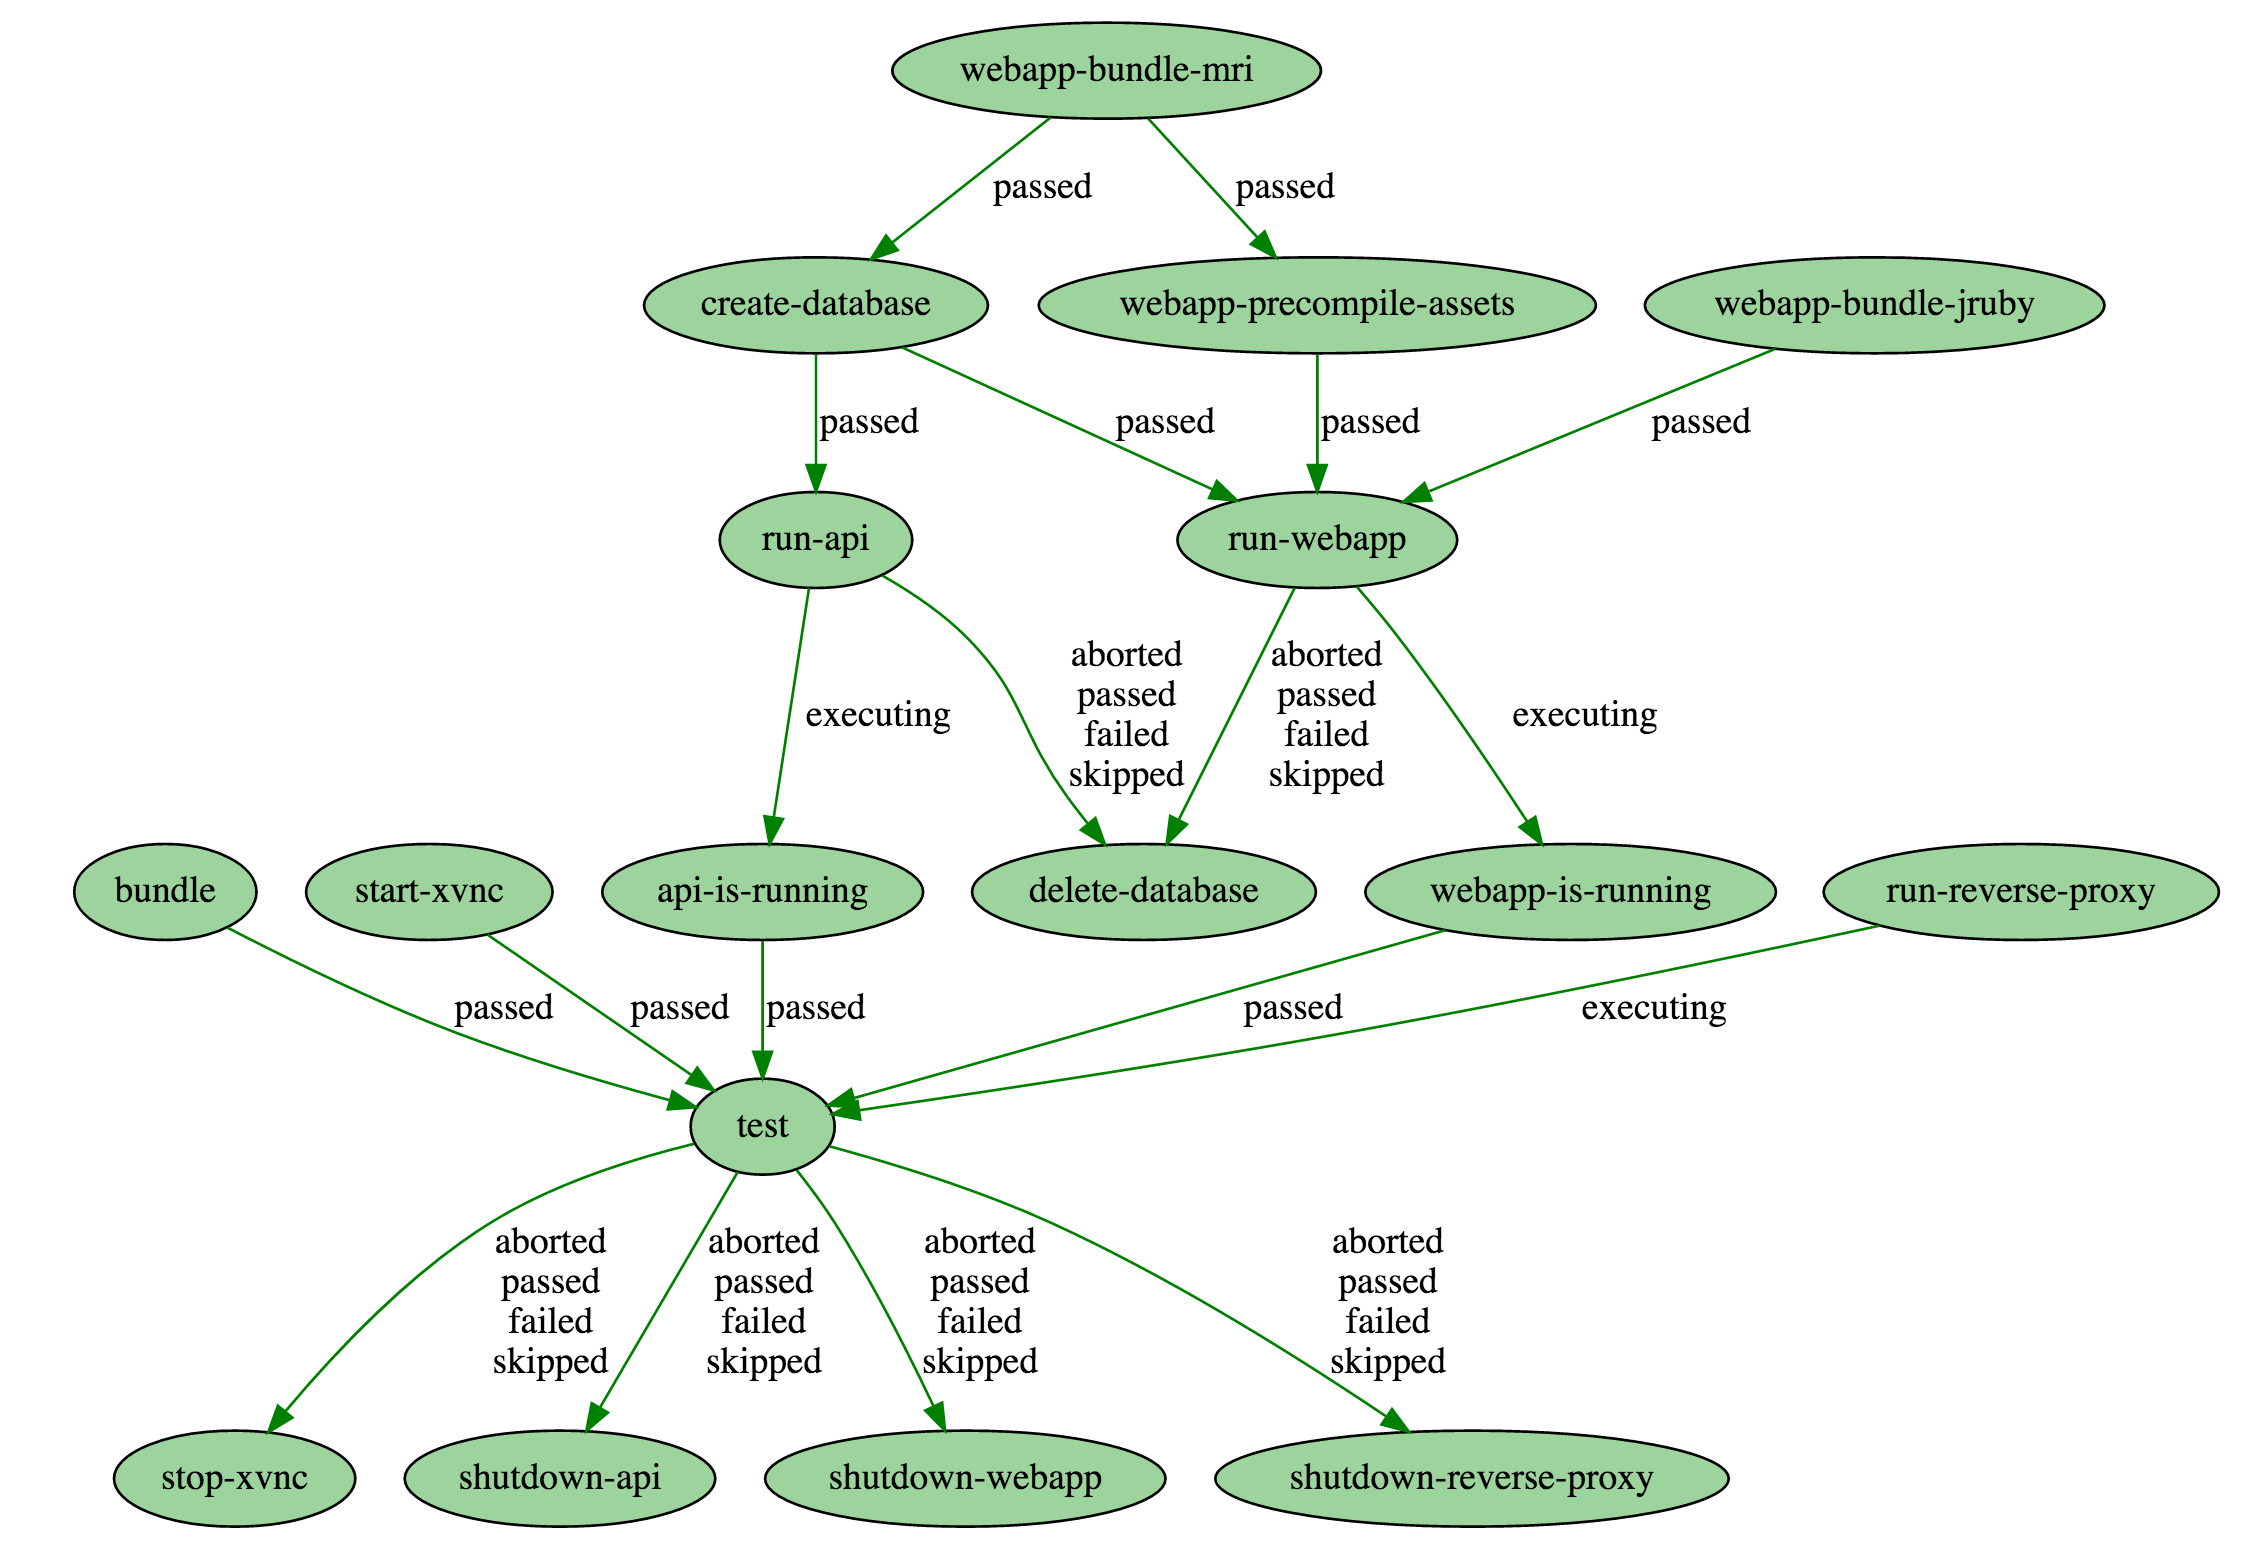 webapp-bundle-mri
passed
passed
create-database
webapp-precompile-assets
webapp-bundle-jruby
passed
passed
passed
passed
run-api
run-webapp
executing
aborted
passed
failed
skipped
aborted
passed
failed
skipped
executing
bundle
start-xvnc
api-is-running
delete-database
webapp-is-running
run-reverse-proxy
passed
passed
passed
passed
executing
test
aborted
passed
failed
skipped
aborted
passed
failed
skipped
aborted
passed
failed
skipped
aborted
passed
failed
skipped
stop-xvnc
shutdown-api
shutdown-webapp
shutdown-reverse-proxy